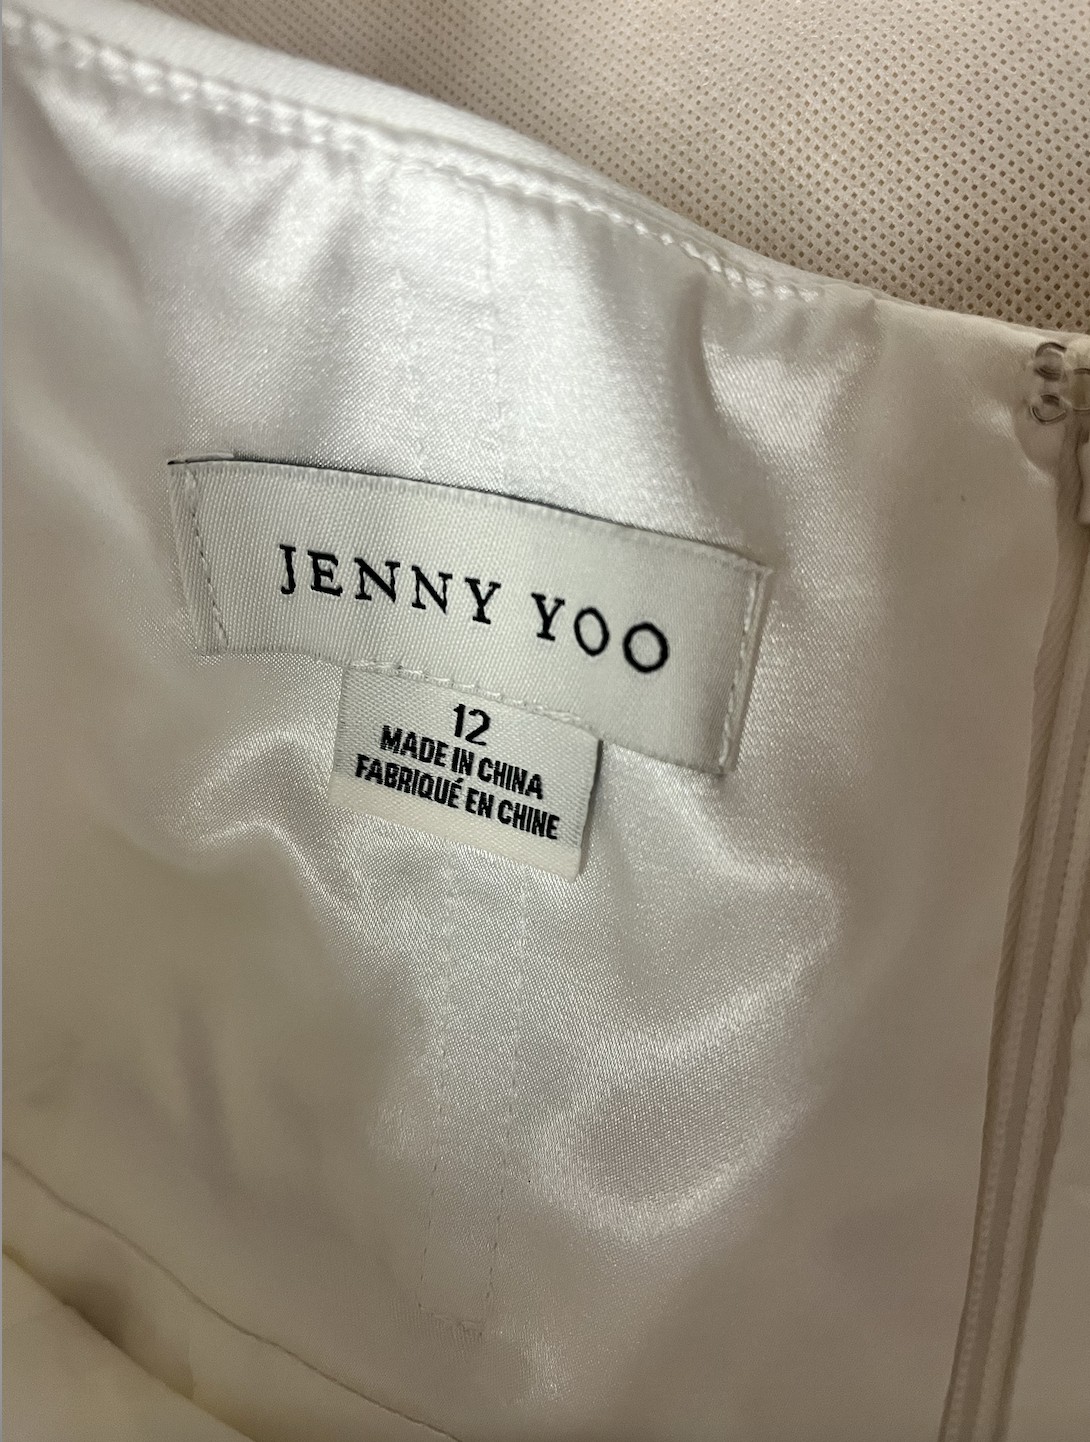 JENNY YOO
12
MADE IN CHINA
FABRIQUÉ EN CHINE